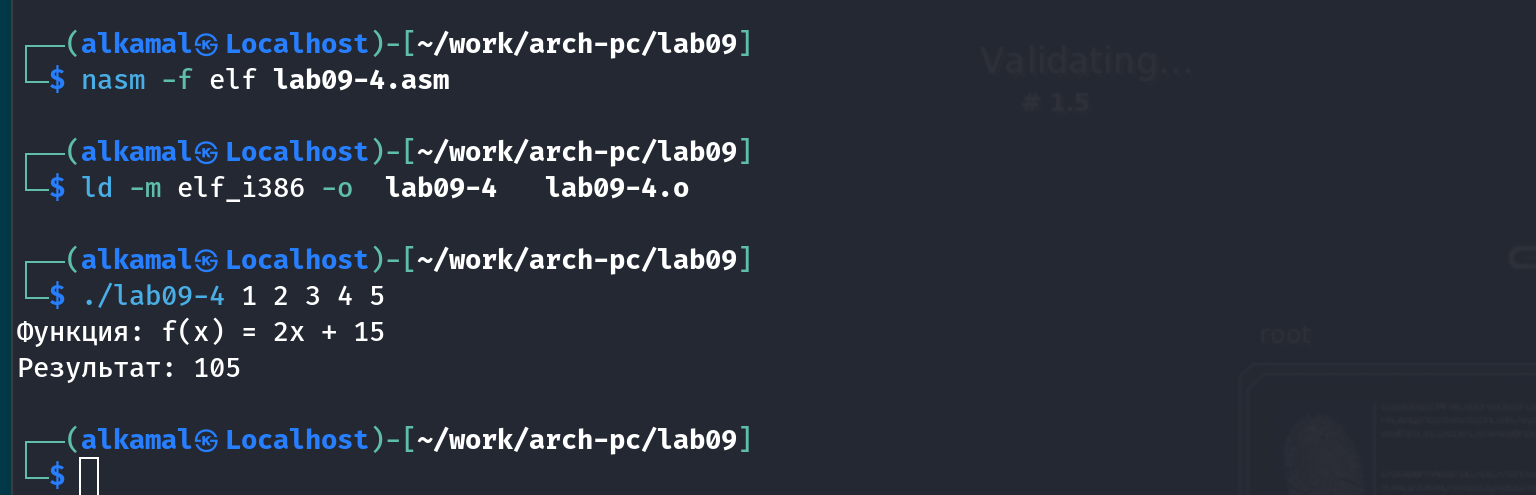 ┌──(alkamal㉿Localhost)-[~/work/arch-pc/lab09]
└─$ nasm -f elf lab09-4.asm
Validating...
# 1.5
┌──(alkamal㉿Localhost)-[~/work/arch-pc/lab09]
└─$ ld -m elf_i386 -o  lab09-4   lab09-4.o
┌──(alkamal㉿Localhost)-[~/work/arch-pc/lab09]
└─$ ./lab09-4 1 2 3 4 5
Функция: f(x) = 2x + 15
root
Результат: 105
┌──(alkamal㉿Localhost)-[~/work/arch-pc/lab09]
└─$